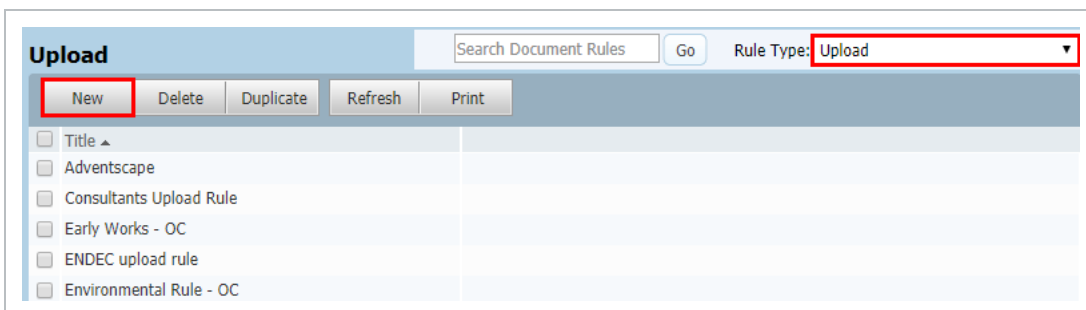 Upload Search Document Rules Go Rule Type: Upload
New Delete Duplicate Refresh Print
Title
Adventscape
Consultants Upload Rule
Early Works - OC
ENDEC upload rule
Environmental Rule - OC